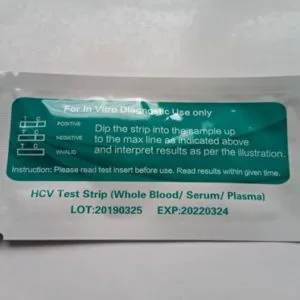 For In Vitro Diagnostic Use only
T C
POSITIVE
T C
NEGATIVE
T C
INVALID
Dip the strip into the sample up
to the max line as indicated above
and interpret results as per the illustration.
Instruction: Please read test insert before use. Read results within given time.
HCV Test Strip (Whole Blood/ Serum/ Plasma)
LOT:20190325 EXP:20220324